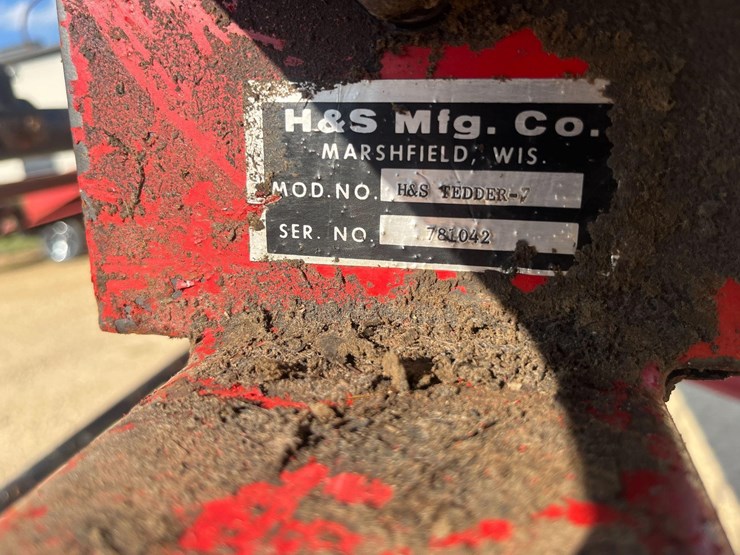 H&S Mfg. Co.
MARSHFIELD, WIS.
MOD.NO. H&S TEDDER-7
SER. NO 781042